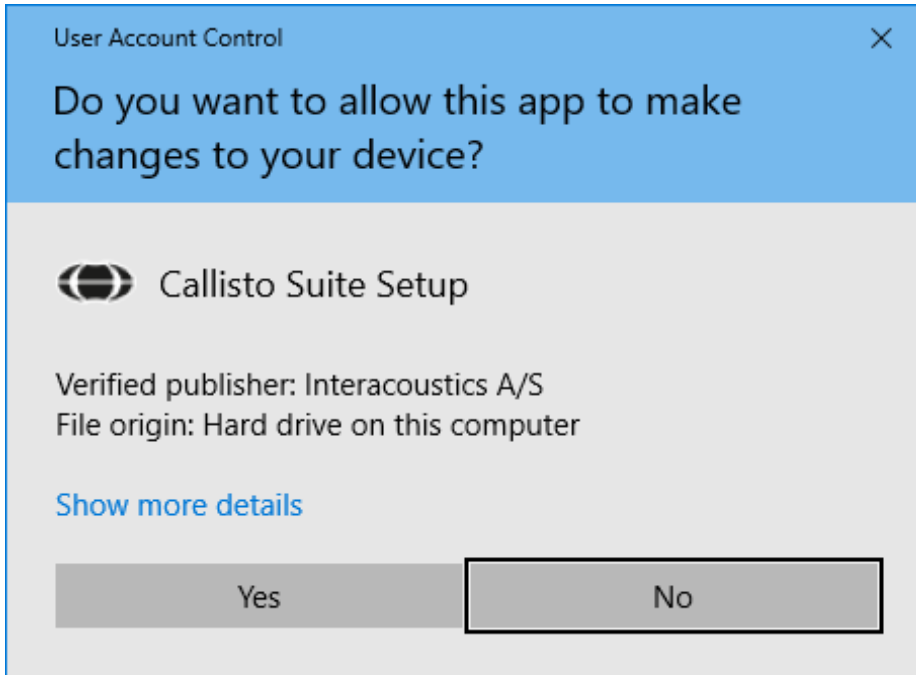 User Account Control
Do you want to allow this app to make
changes to your device?
Callisto Suite Setup
Verified publisher: Interacoustics A/S
File origin: Hard drive on this computer
Show more details
Yes
No